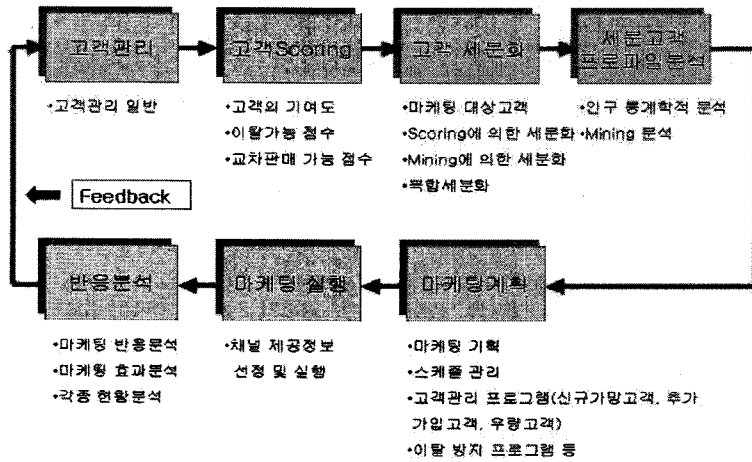 고객관리
고객Scoring
고객 세분화
세분고객
프로파일분석
•고객관리 일반
•고객의 기여도
•이탈가능 점수
•교차판매 가능 점수
•마케팅 대상고객
•Scoring에 의한 세분화
•Mining에 의한 세분화
•복합세분화
•인구 통계학적 분석
•Mining 분석
Feedback
반응분석
마케팅 실행
마케팅계획
•마케팅 반응분석
•마케팅 효과분석
•각종 현황분석
•채널 제공정보
선정 및 실행
•마케팅 기획
•스케쥴 관리
•고객관리 프로그램(신규가망고객, 추가
가입고객, 우량고객)
•이탈 방지 프로그램 등